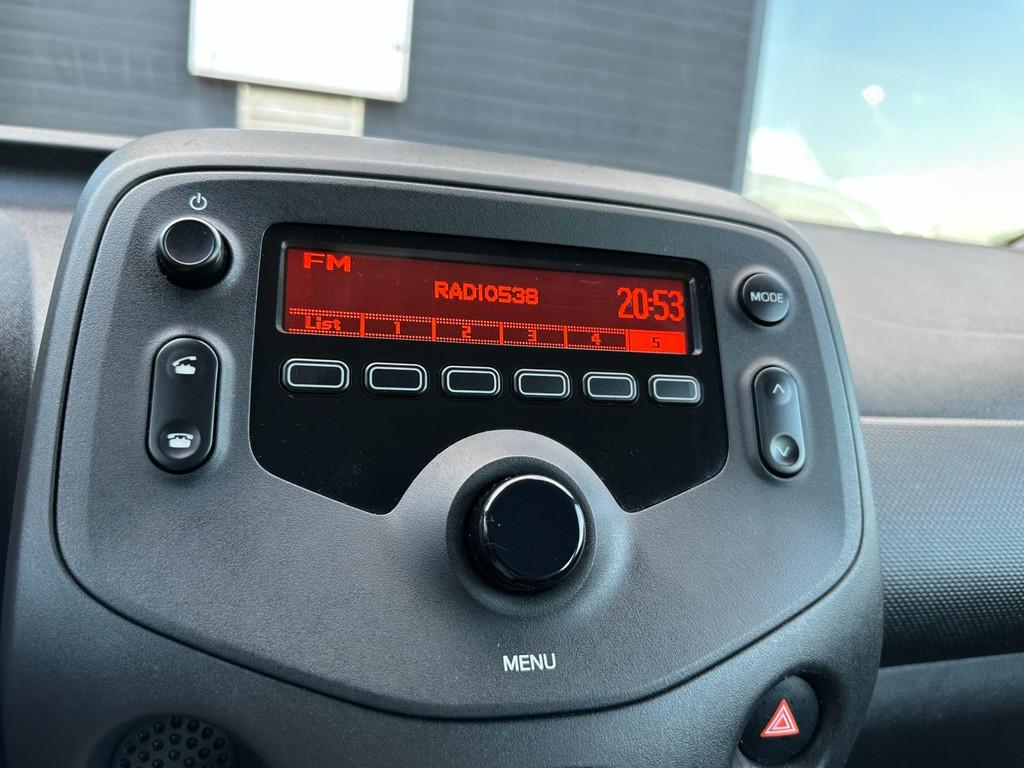 FM
RADIO538
20:53
List 1 2 3 4 5
MODE
MENU